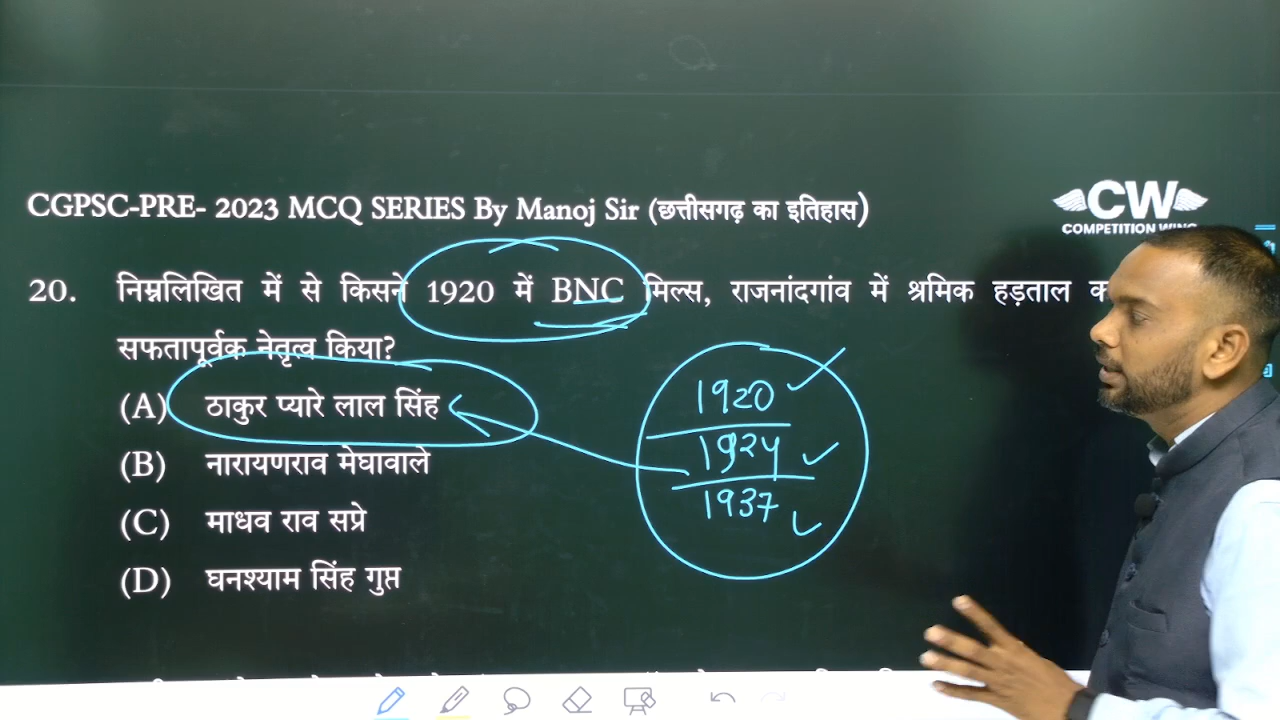 CGPSC-PRE- 2023 MCQ SERIES By Manoj Sir (छत्तीसगढ़ का इतिहास)
CW
COMPETITION WING
20. निम्नलिखित में से किसने 1920 में BNC मिल्स, राजनांदगांव में श्रमिक हड़ताल
सफतापूर्वक नेतृत्व किया?
(A) ठाकुर प्यारे लाल सिंह
(B) नारायणराव मेघावाले
(C) माधव राव सप्रे
(D) घनश्याम सिंह गुप्त
1920
1924
1937